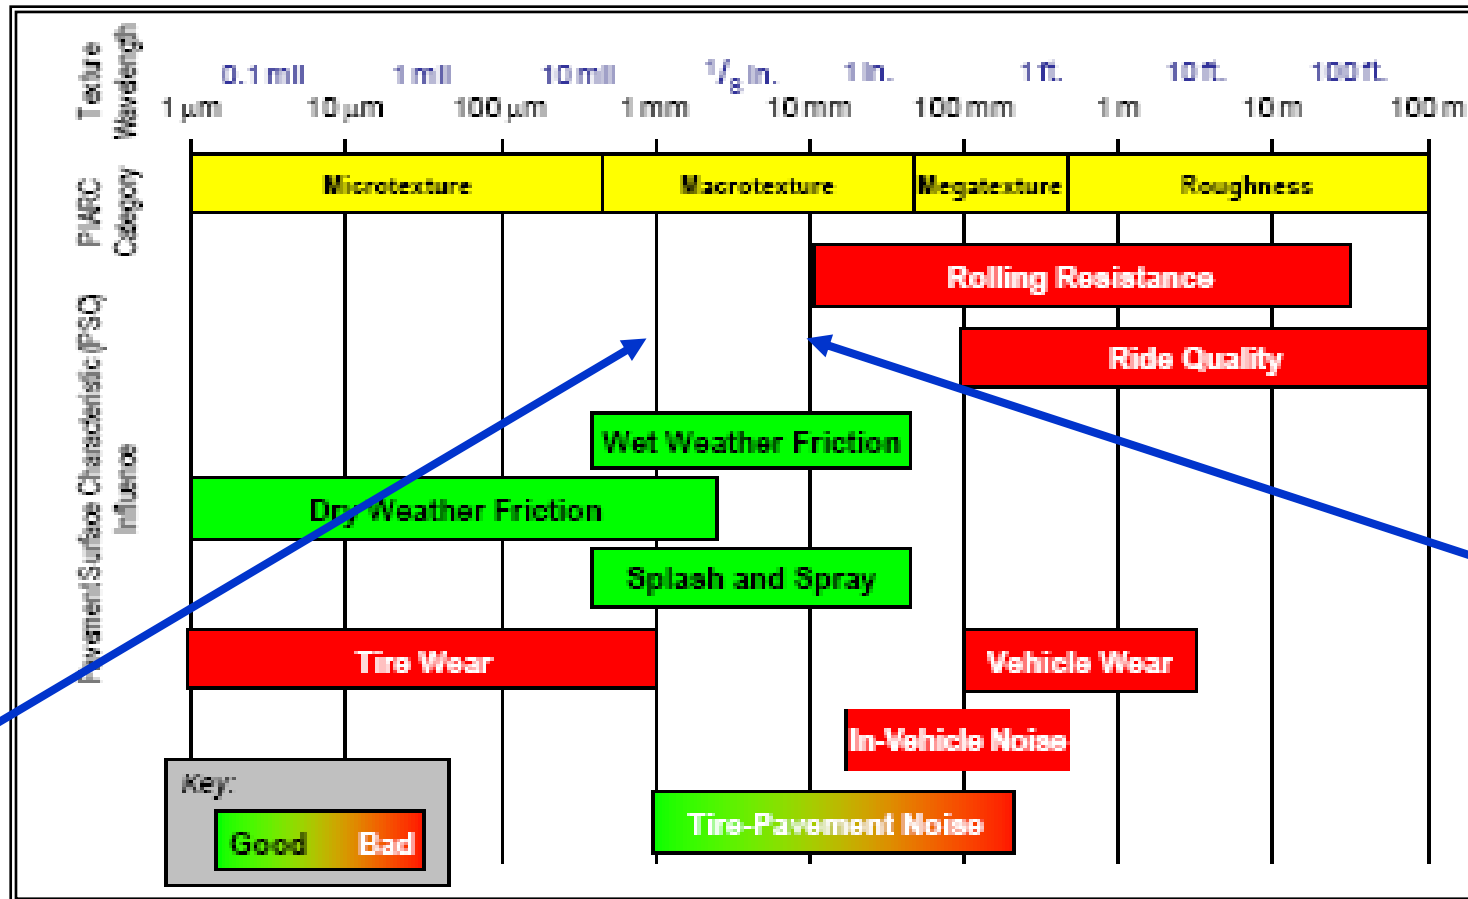 Texture
Wavelength
0.1 mil 1 mil 10 mil 1/8 in. 1 in. 1 ft. 10 ft. 100 ft.
1 µm 10 µm 100 µm 1 mm 10 mm 100 mm 1 m 10 m 100 m
PIARC
Category
Microtexture Macrotexture Megatexture Roughness
Pavement Surface Characteristic (PSC)
Influence
Rolling Resistance
Ride Quality
Wet Weather Friction
Dry Weather Friction
Splash and Spray
Tire Wear Vehicle Wear
In-Vehicle Noise
Tire-Pavement Noise
Key:
Good Bad